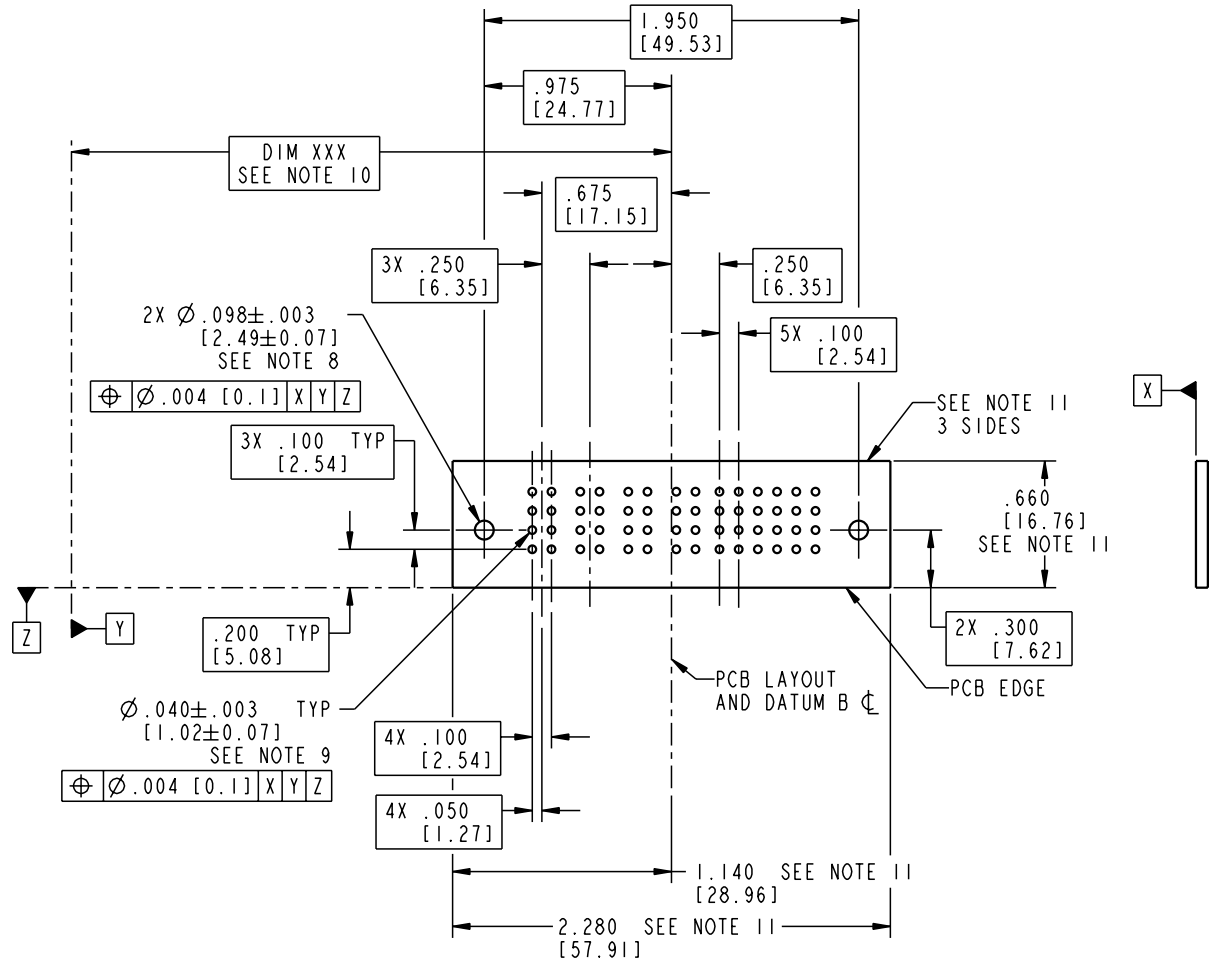 1.950
[49.53]
.975
[24.77]
DIM XXX
SEE NOTE 10
.675
[17.15]
3X .250
[6.35]
.250
[6.35]
2X Ø.098±.003
[2.49±0.07]
SEE NOTE 8
⌖ Ø.004 [0.1] X Y Z
5X .100
[2.54]
X
SEE NOTE 11
3 SIDES
3X .100 TYP
[2.54]
.660
[16.76]
SEE NOTE 11
Z
Y
.200 TYP
[5.08]
2X .300
[7.62]
PCB LAYOUT
AND DATUM B ℄
PCB EDGE
Ø.040±.003 TYP
[1.02±0.07]
SEE NOTE 9
⌖ Ø.004 [0.1] X Y Z
4X .100
[2.54]
4X .050
[1.27]
1.140 SEE NOTE 11
[28.96]
2.280 SEE NOTE 11
[57.91]